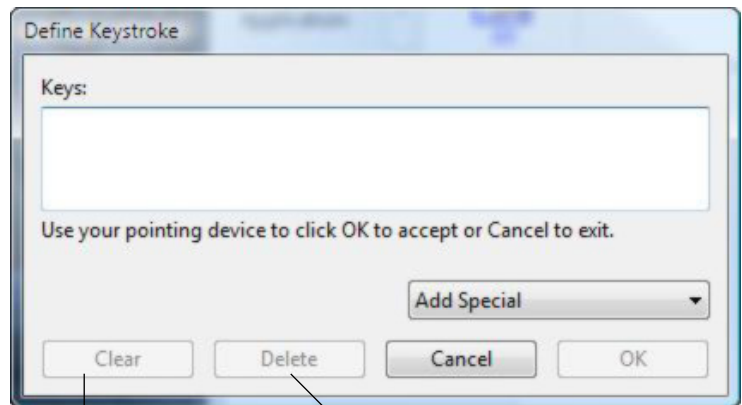 Define Keystroke
Keys:
Use your pointing device to click OK to accept or Cancel to exit.
Add Special
Clear Delete Cancel OK